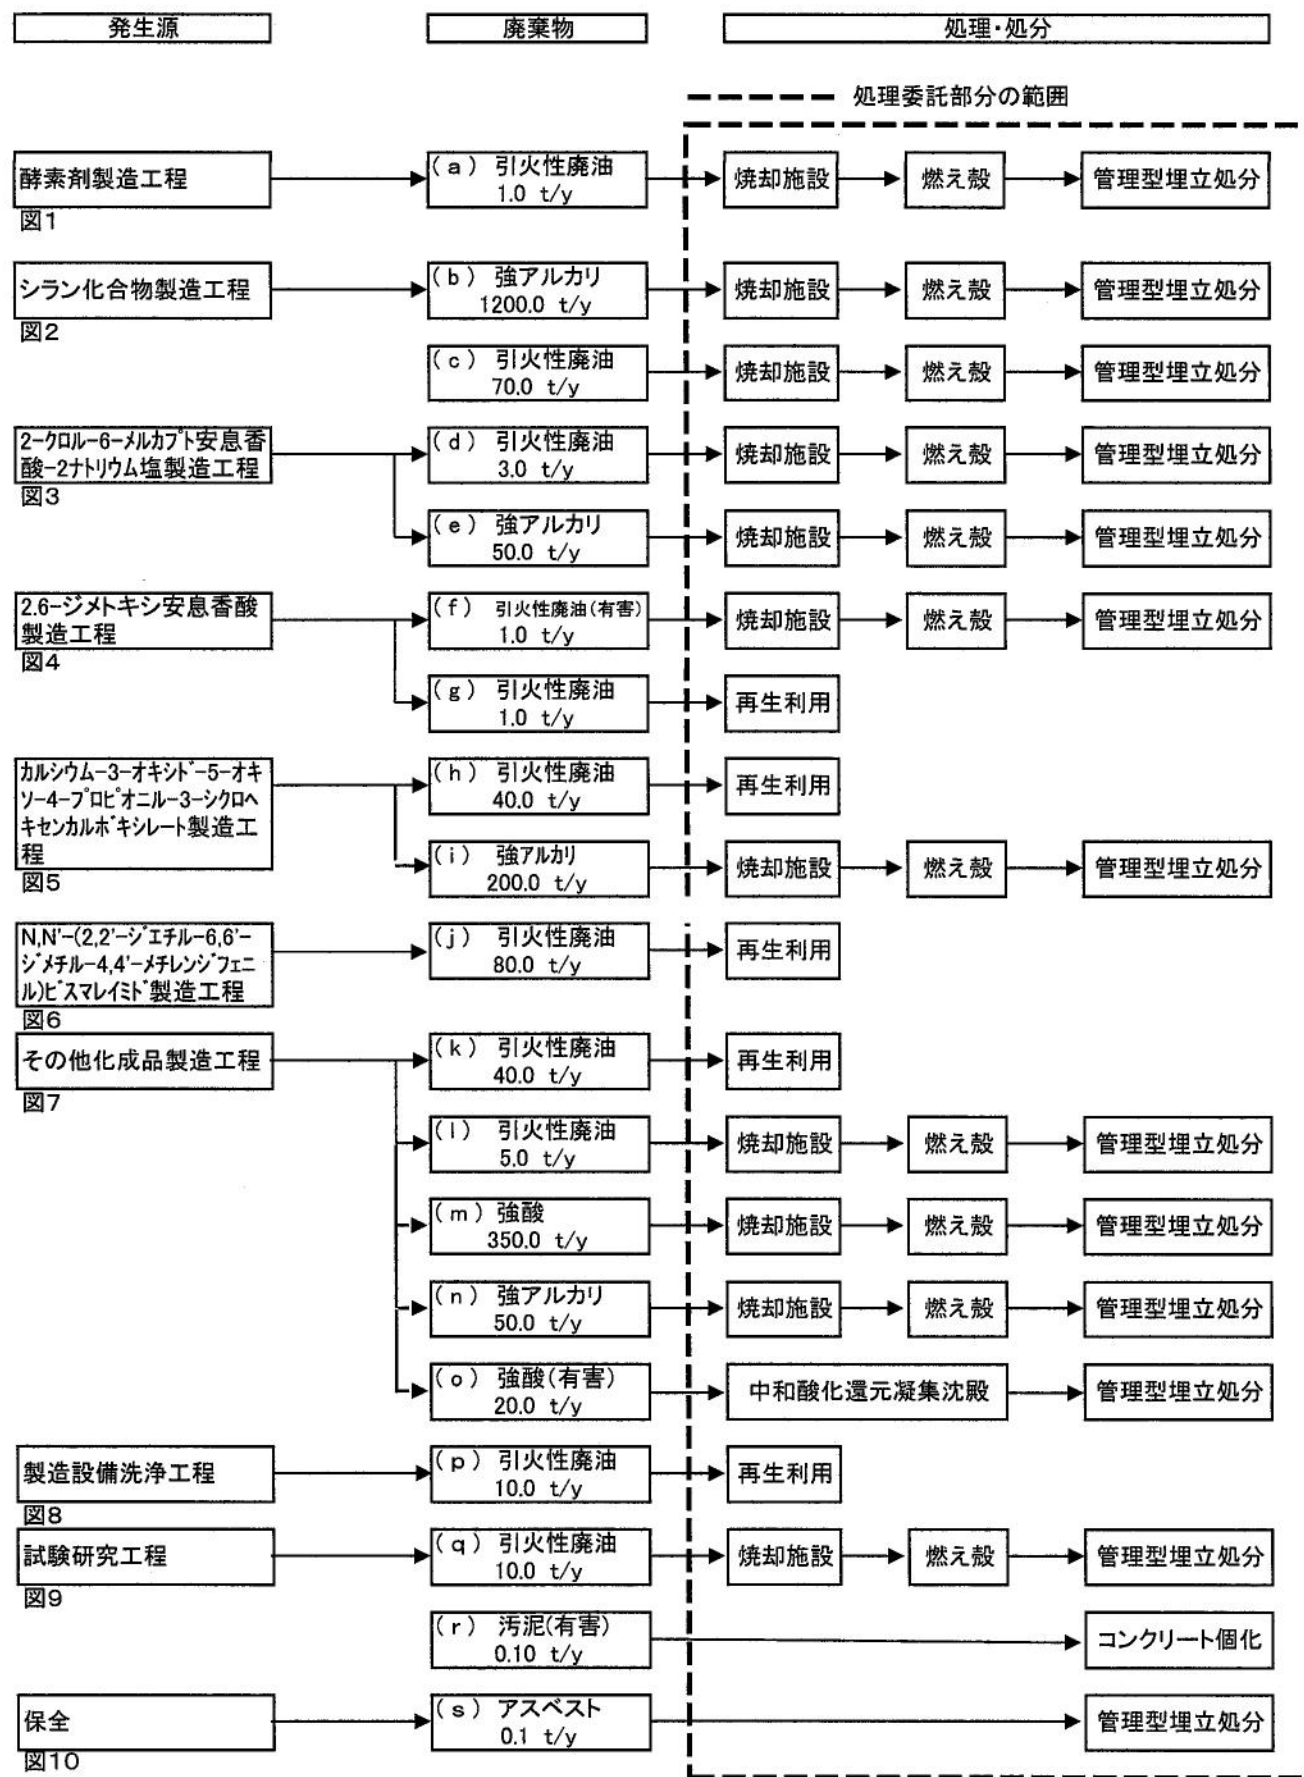 発生源
廃棄物
処理・処分
処理委託部分の範囲
酵素剤製造工程
図1
(a) 引火性廃油
1.0 t/y
焼却施設
燃え殻
管理型埋立処分
シラン化合物製造工程
図2
(b) 強アルカリ
1200.0 t/y
焼却施設
燃え殻
管理型埋立処分
(c) 引火性廃油
70.0 t/y
焼却施設
燃え殻
管理型埋立処分
2-クロル-6-メルカプト安息香
酸-2ナトリウム塩製造工程
図3
(d) 引火性廃油
3.0 t/y
焼却施設
燃え殻
管理型埋立処分
(e) 強アルカリ
50.0 t/y
焼却施設
燃え殻
管理型埋立処分
2.6-ジメトキシ安息香酸
製造工程
図4
(f) 引火性廃油(有害)
1.0 t/y
焼却施設
燃え殻
管理型埋立処分
(g) 引火性廃油
1.0 t/y
再生利用
カルシウム-3-オキシド-5-オキ
ソ-4-プロピオニル-3-シクロヘ
キセンカルボキシレート製造工
程
図5
(h) 引火性廃油
40.0 t/y
再生利用
(i) 強アルカリ
200.0 t/y
焼却施設
燃え殻
管理型埋立処分
N,N'-(2,2'-ジエチル-6,6'-
ジメチル-4,4'-メチレンジフェニ
ル)ビスマレイミド製造工程
図6
(j) 引火性廃油
80.0 t/y
再生利用
その他化成品製造工程
図7
(k) 引火性廃油
40.0 t/y
再生利用
(l) 引火性廃油
5.0 t/y
焼却施設
燃え殻
管理型埋立処分
(m) 強酸
350.0 t/y
焼却施設
燃え殻
管理型埋立処分
(n) 強アルカリ
50.0 t/y
焼却施設
燃え殻
管理型埋立処分
(o) 強酸(有害)
20.0 t/y
中和酸化還元凝集沈殿
管理型埋立処分
製造設備洗浄工程
図8
(p) 引火性廃油
10.0 t/y
再生利用
試験研究工程
図9
(q) 引火性廃油
10.0 t/y
焼却施設
燃え殻
管理型埋立処分
(r) 汚泥(有害)
0.10 t/y
コンクリート個化
保全
図10
(s) アスベスト
0.1 t/y
管理型埋立処分